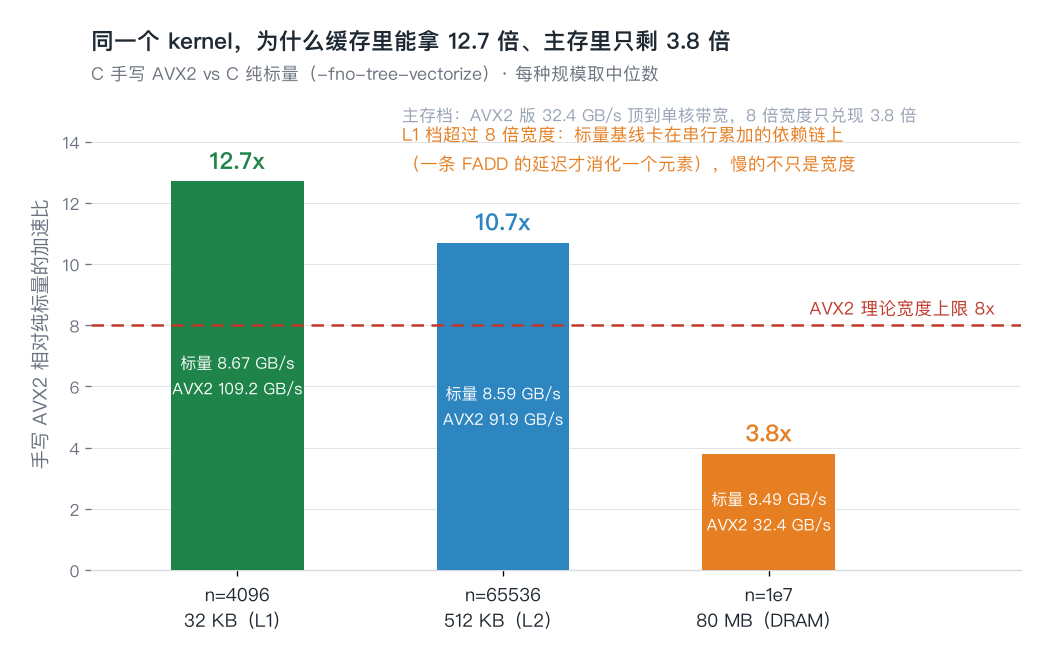 同一个 kernel，为什么缓存里能拿 12.7 倍、主存里只剩 3.8 倍
C 手写 AVX2 vs C 纯标量（-fno-tree-vectorize）· 每种规模取中位数
主存档：AVX2 版 32.4 GB/s 顶到单核带宽，8 倍宽度只兑现 3.8 倍
L1 档超过 8 倍宽度：标量基线卡在串行累加的依赖链上
（一条 FADD 的延迟才消化一个元素），慢的不只是宽度
手写 AVX2 相对纯标量的加速比
14
12
10
8
6
4
2
0
12.7x
10.7x
3.8x
AVX2 理论宽度上限 8x
标量 8.67 GB/s
AVX2 109.2 GB/s
标量 8.59 GB/s
AVX2 91.9 GB/s
标量 8.49 GB/s
AVX2 32.4 GB/s
n=4096
32 KB（L1）
n=65536
512 KB（L2）
n=1e7
80 MB（DRAM）